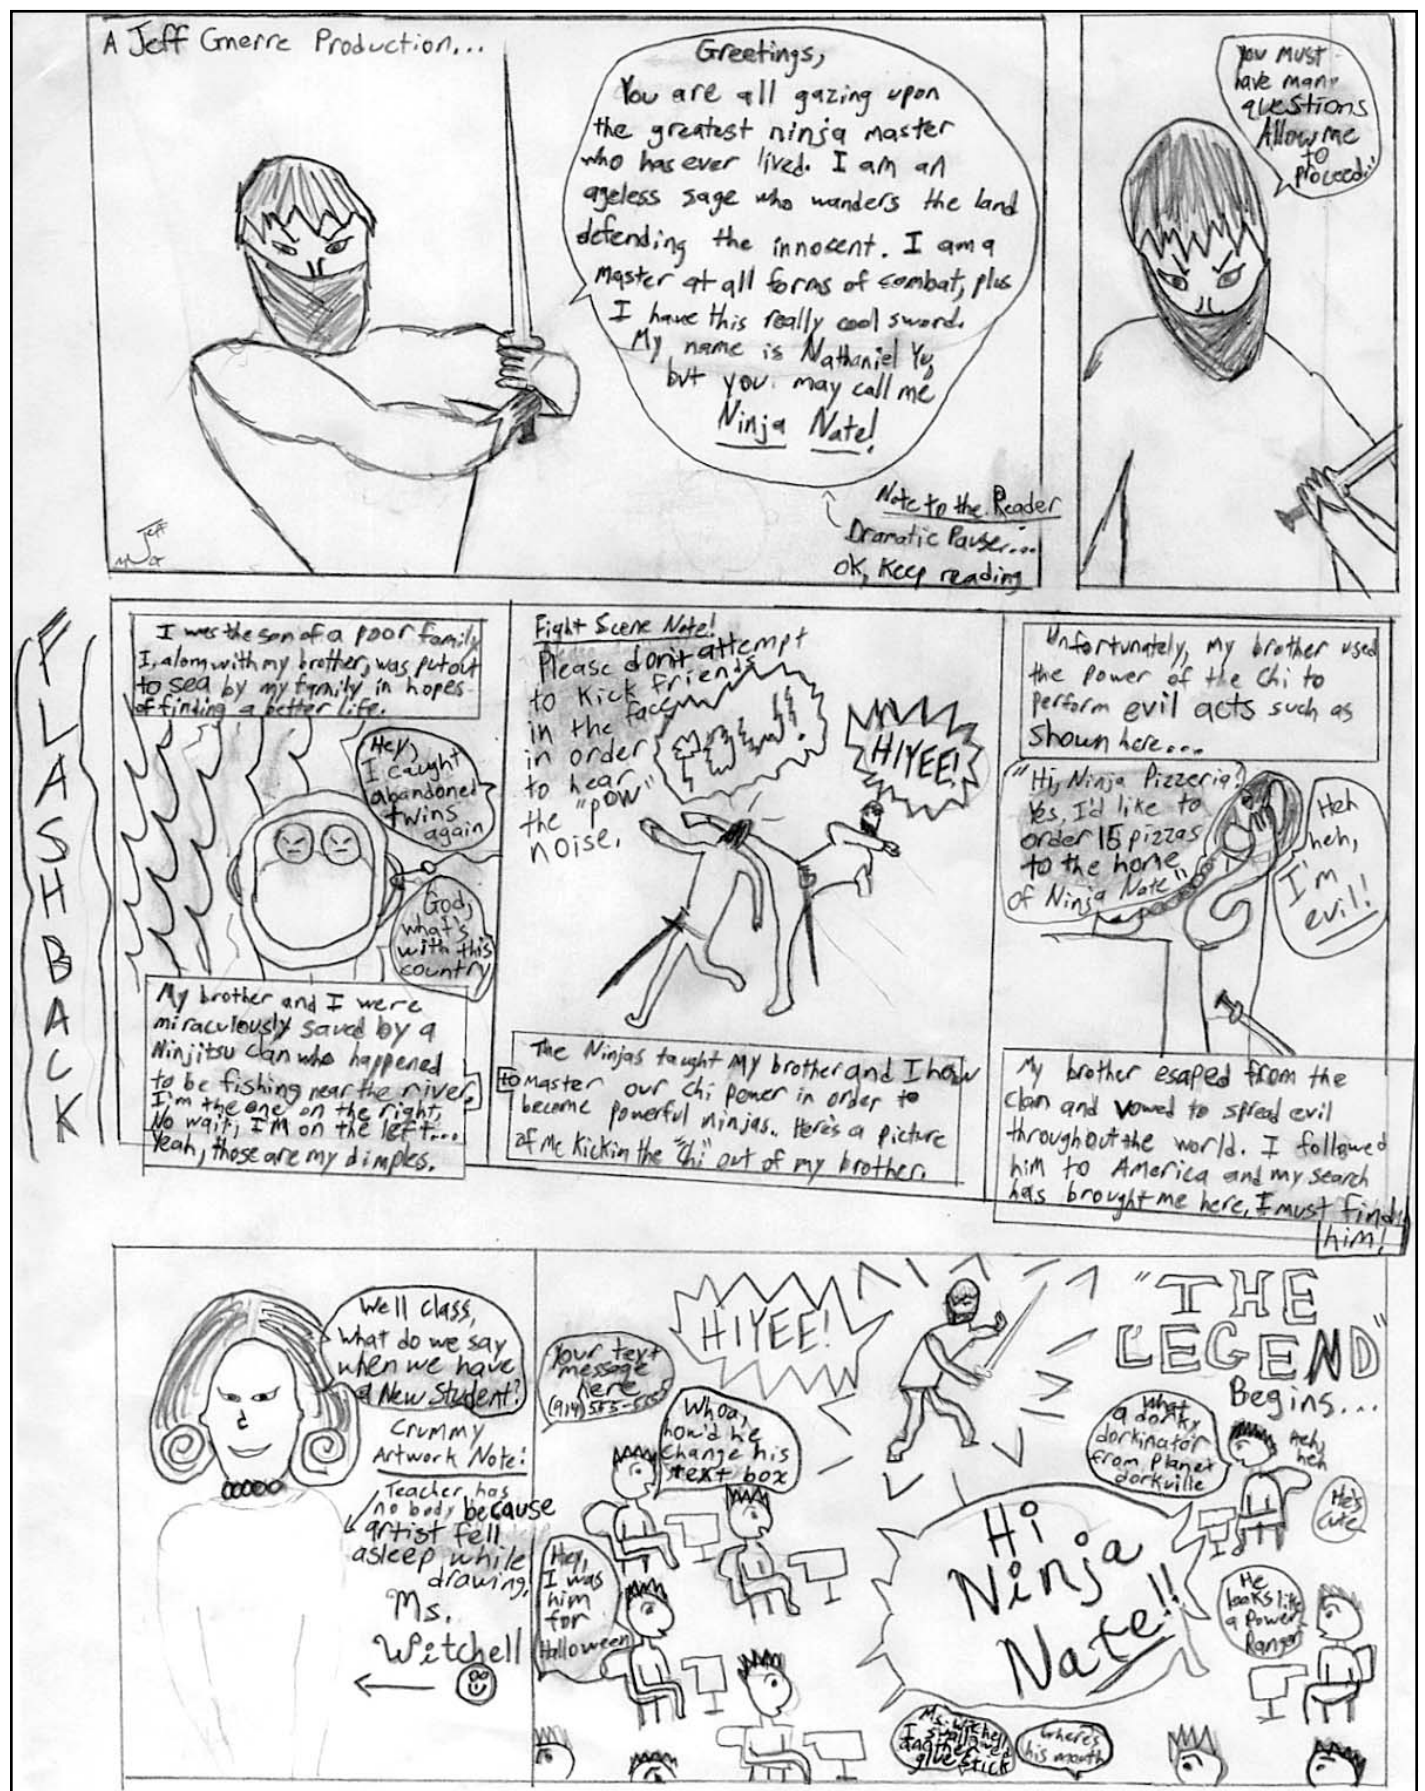 A Jeff Gnerre Production...
Greetings,
You are all gazing upon
the greatest ninja master
who has ever lived. I am an
ageless sage who wanders the land
defending the innocent. I am a
master at all forms of combat, plus
I have this really cool sword.
My name is Nathaniel Yu,
but you may call me
Ninja Nate!
Note to the Reader
Dramatic Pause...
OK, Keep reading
Jeff
You must
have many
questions
Allow me
to
proceed...
FLASHBACK
I was the son of a poor family
I, along with my brother, was put out
to sea by my family in hopes
of finding a better life.
Hey,
I caught
abandoned
twins
again
God,
what's
with this
country
My brother and I were
miraculously saved by a
Ninjitsu clan who happened
to be fishing near the river.
I'm the one on the right,
No wait, I'm on the left...
Yeah, those are my dimples.
Fight Scene Note!
Please don't attempt
to Kick friends
in the face
in order
to hear
the "pow"
noise.
HIYEE!
The Ninjas taught my brother and I how
to master our chi power in order to
become powerful ninjas.. Here's a picture
of me kickin the "Chi" out of my brother.
Unfortunately, my brother used
the power of the Chi to
perform evil acts such as
shown here....
"Hi, Ninja Pizzeria?
Yes, I'd like to
order 15 pizzas
to the home
of Ninja Nate"
Heh
heh,
I'm
evil!
My brother esaped from the
clan and vowed to spread evil
throughout the world. I followed
him to America and my search
has brought me here. I must find
him!
Well class,
what do we say
when we have
a New Student?
Crummy
Artwork Note:
Teacher has
no body because
artist fell
asleep while
drawing.
Ms.
Witchell
HIYEE!
"THE
LEGEND"
Begins...
Your text
message
here
(914) 555-5555
Whoa,
how'd he
change his
text box
What
a dorky
dorkinator
from planet
dorkville
Heh,
heh
He's
cute
Hey,
I was
him
for
Halloween
Hi
Ninja
Nate!!
He
looks like
a Power
Ranger
Ms. Witchell
I swallowed
another
glue stick
Where's
his mouth